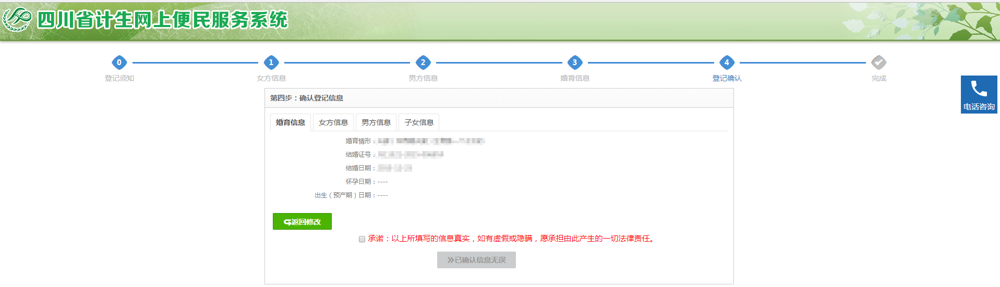 四川省计生网上便民服务系统
0 1 2 3 4
登记须知 女方信息 男方信息 婚育信息 登记确认 完成
电话咨询
第四步：确认登记信息
婚育信息 女方信息 男方信息 子女信息
婚育情形：
结婚证号：
结婚日期：
怀孕日期：----
出生（预产期）日期：----
返回修改
承诺：以上所填写的信息真实，如有虚假或隐瞒，愿承担由此产生的一切法律责任。
已确认信息无误